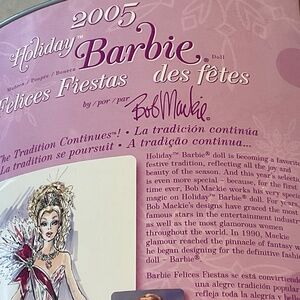 2005
Holiday™ Barbie® Doll
Muñeca / Poupée / Boneca
Felices Fiestas des fêtes
by / por / par Bob Mackie
The Tradition Continues™! • La tradición continúa
La tradition se poursuit • A tradição continua...
Holiday™ Barbie® doll is becoming a favorite
festive tradition, reflecting all the joy and
beauty of the season. And this year's selection
is even more special – because, for the first
time ever, Bob Mackie works his very special
magic on Holiday™ Barbie® doll. For years,
Bob Mackie's designs have graced the most
famous stars in the entertainment industry
as well as the most glamorous women
throughout the world. In 1990, Mackie
glamour reached the pinnacle of fantasy w
he began designing for the definitive fashi
doll – Barbie®.
Barbie Felices Fiestas se está convirtie
una alegre tradición popular
refleja toda la alegría y